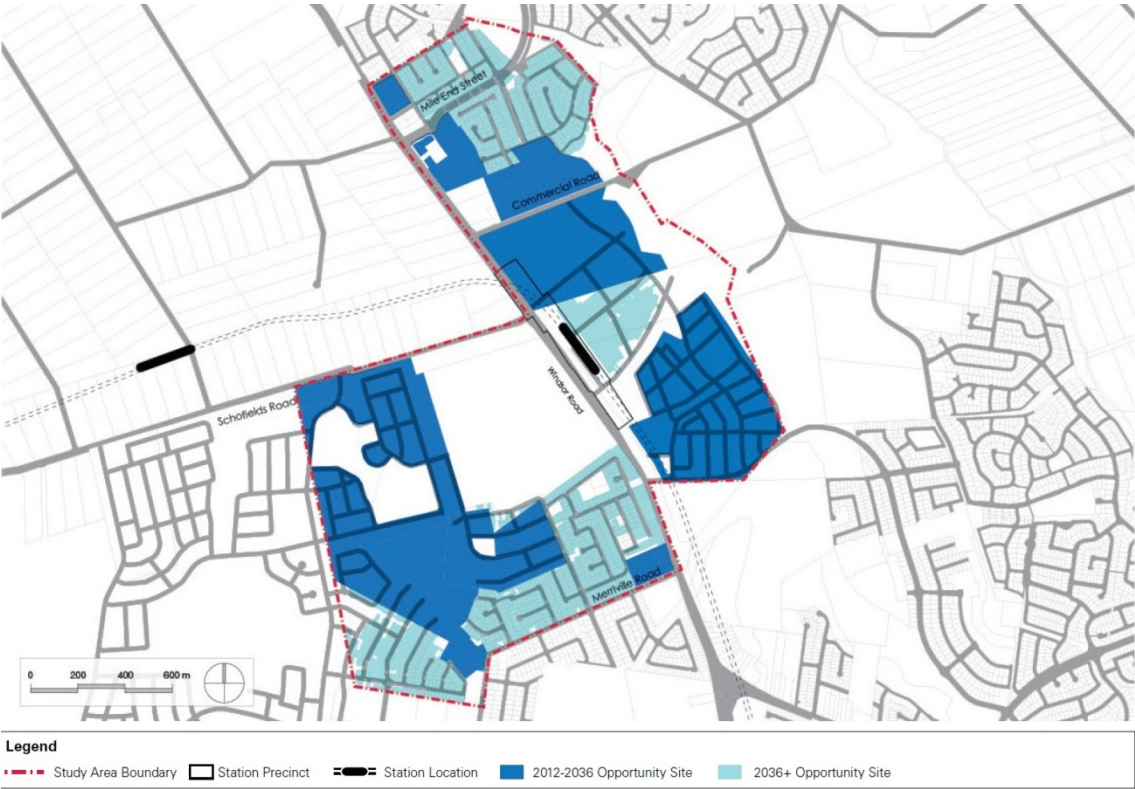 Mile End Street
Commercial Road
Windsor Road
Schofields Road
Merriville Road
0 200 400 600 m
Legend
Study Area Boundary Station Precinct Station Location 2012-2036 Opportunity Site 2036+ Opportunity Site